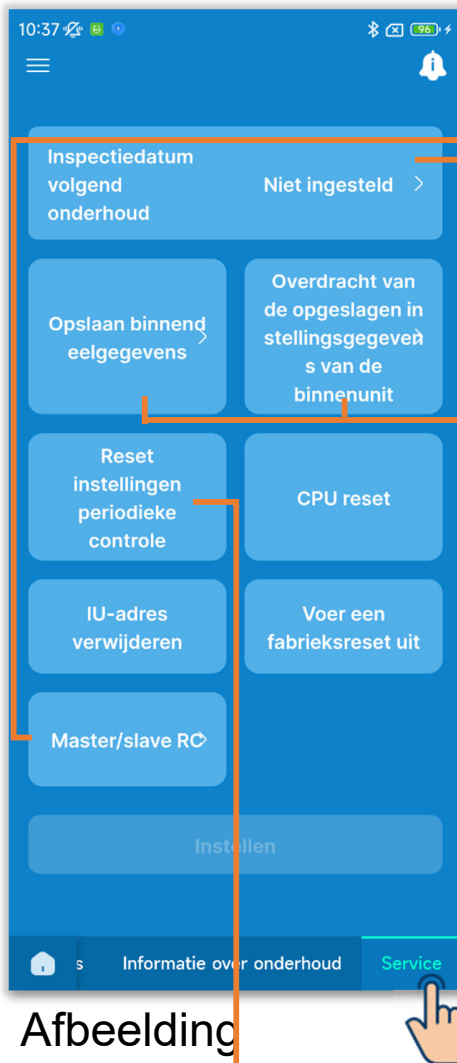 10:37
96
Inspectiedatum
volgend
onderhoud
Niet ingesteld
Opslaan binnend
eelgegevens
Overdracht van
de opgeslagen in
stellingsgegeven
s van de
binnenunit
Reset
instellingen
periodieke
controle
CPU reset
IU-adres
verwijderen
Voer een
fabrieksreset uit
Master/slave RC
Instellen
s
Informatie over onderhoud
Service
Afbeelding